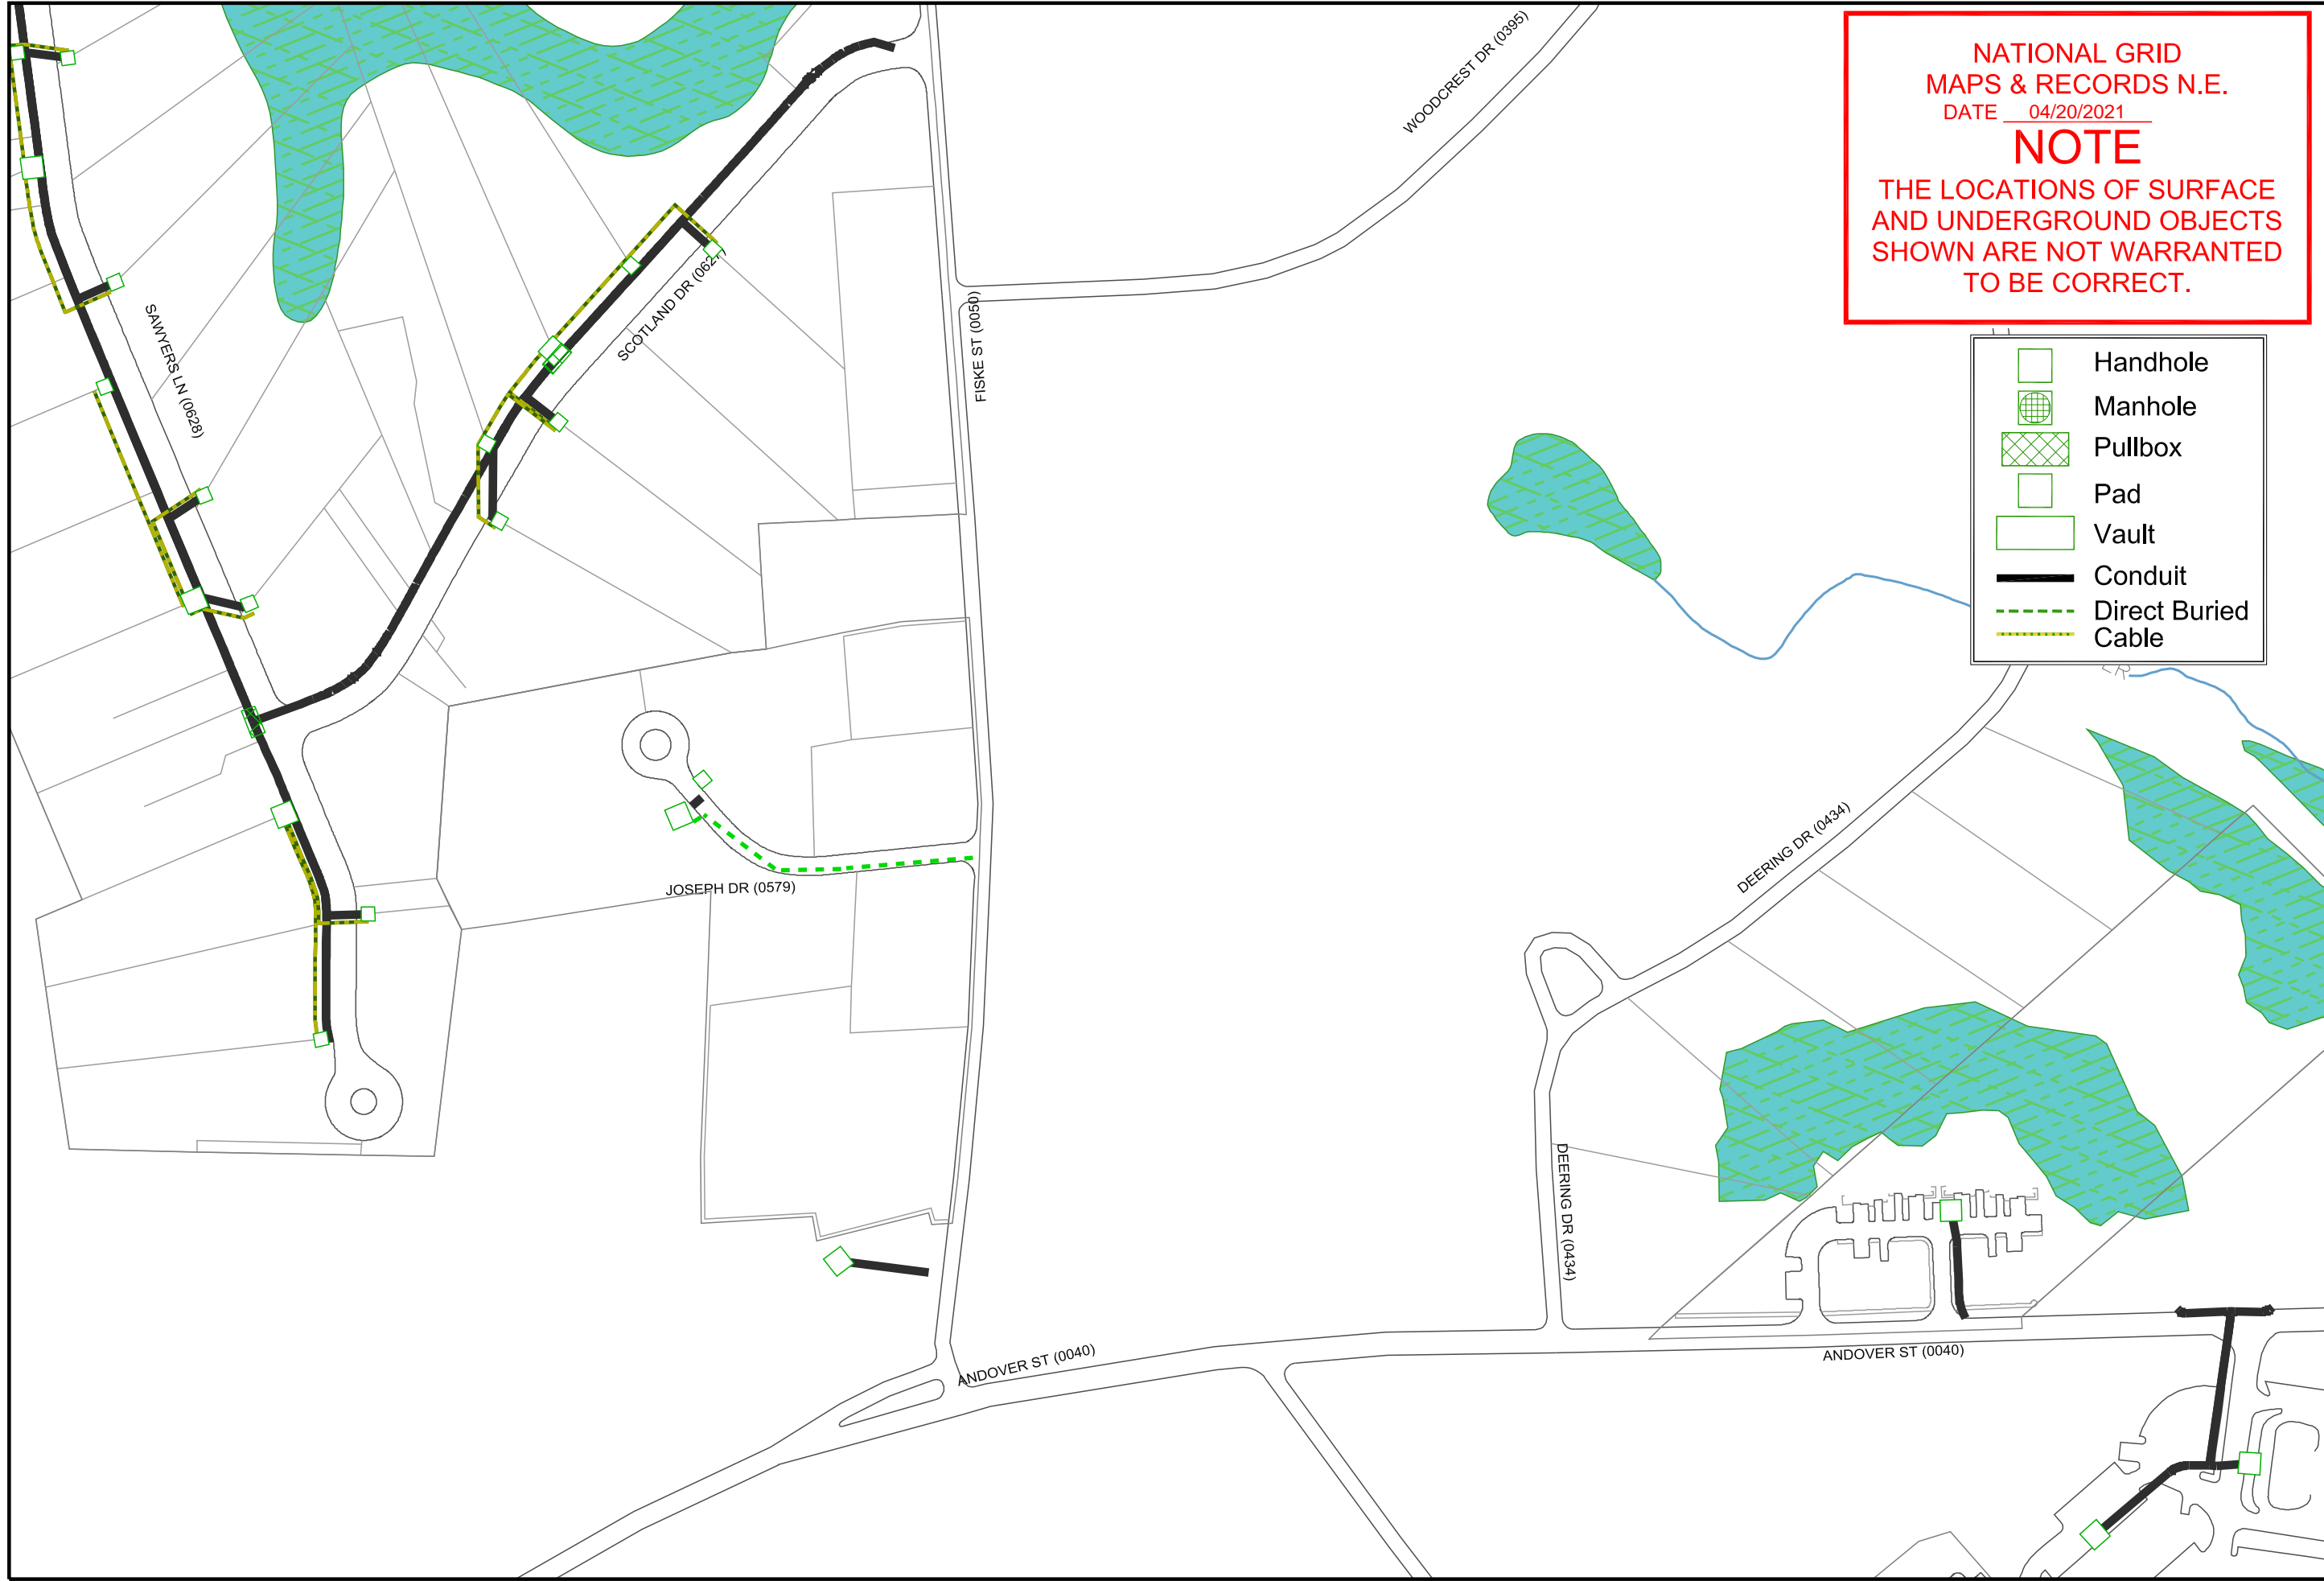 NATIONAL GRID
MAPS & RECORDS N.E.
DATE 04/20/2021
NOTE
THE LOCATIONS OF SURFACE
AND UNDERGROUND OBJECTS
SHOWN ARE NOT WARRANTED
TO BE CORRECT.
Handhole
Manhole
Pullbox
Pad
Vault
Conduit
Direct Buried
Cable
WOODCREST DR (0395)
SCOTLAND DR
SAWYERS LN (0628)
FISKE ST (0050)
JOSEPH DR (0579)
DEERING DR (0434)
DEERING DR (0434)
ANDOVER ST (0040)
ANDOVER ST (0040)